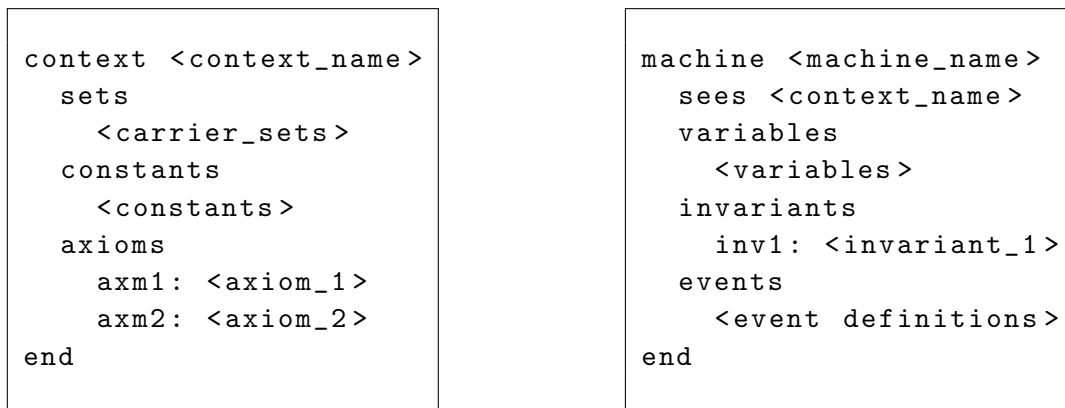 context <context_name>
sets
<carrier_sets>
constants
<constants>
axioms
axm1: <axiom_1>
axm2: <axiom_2>
end
machine <machine_name>
sees <context_name>
variables
<variables>
invariants
inv1: <invariant_1>
events
<event definitions>
end